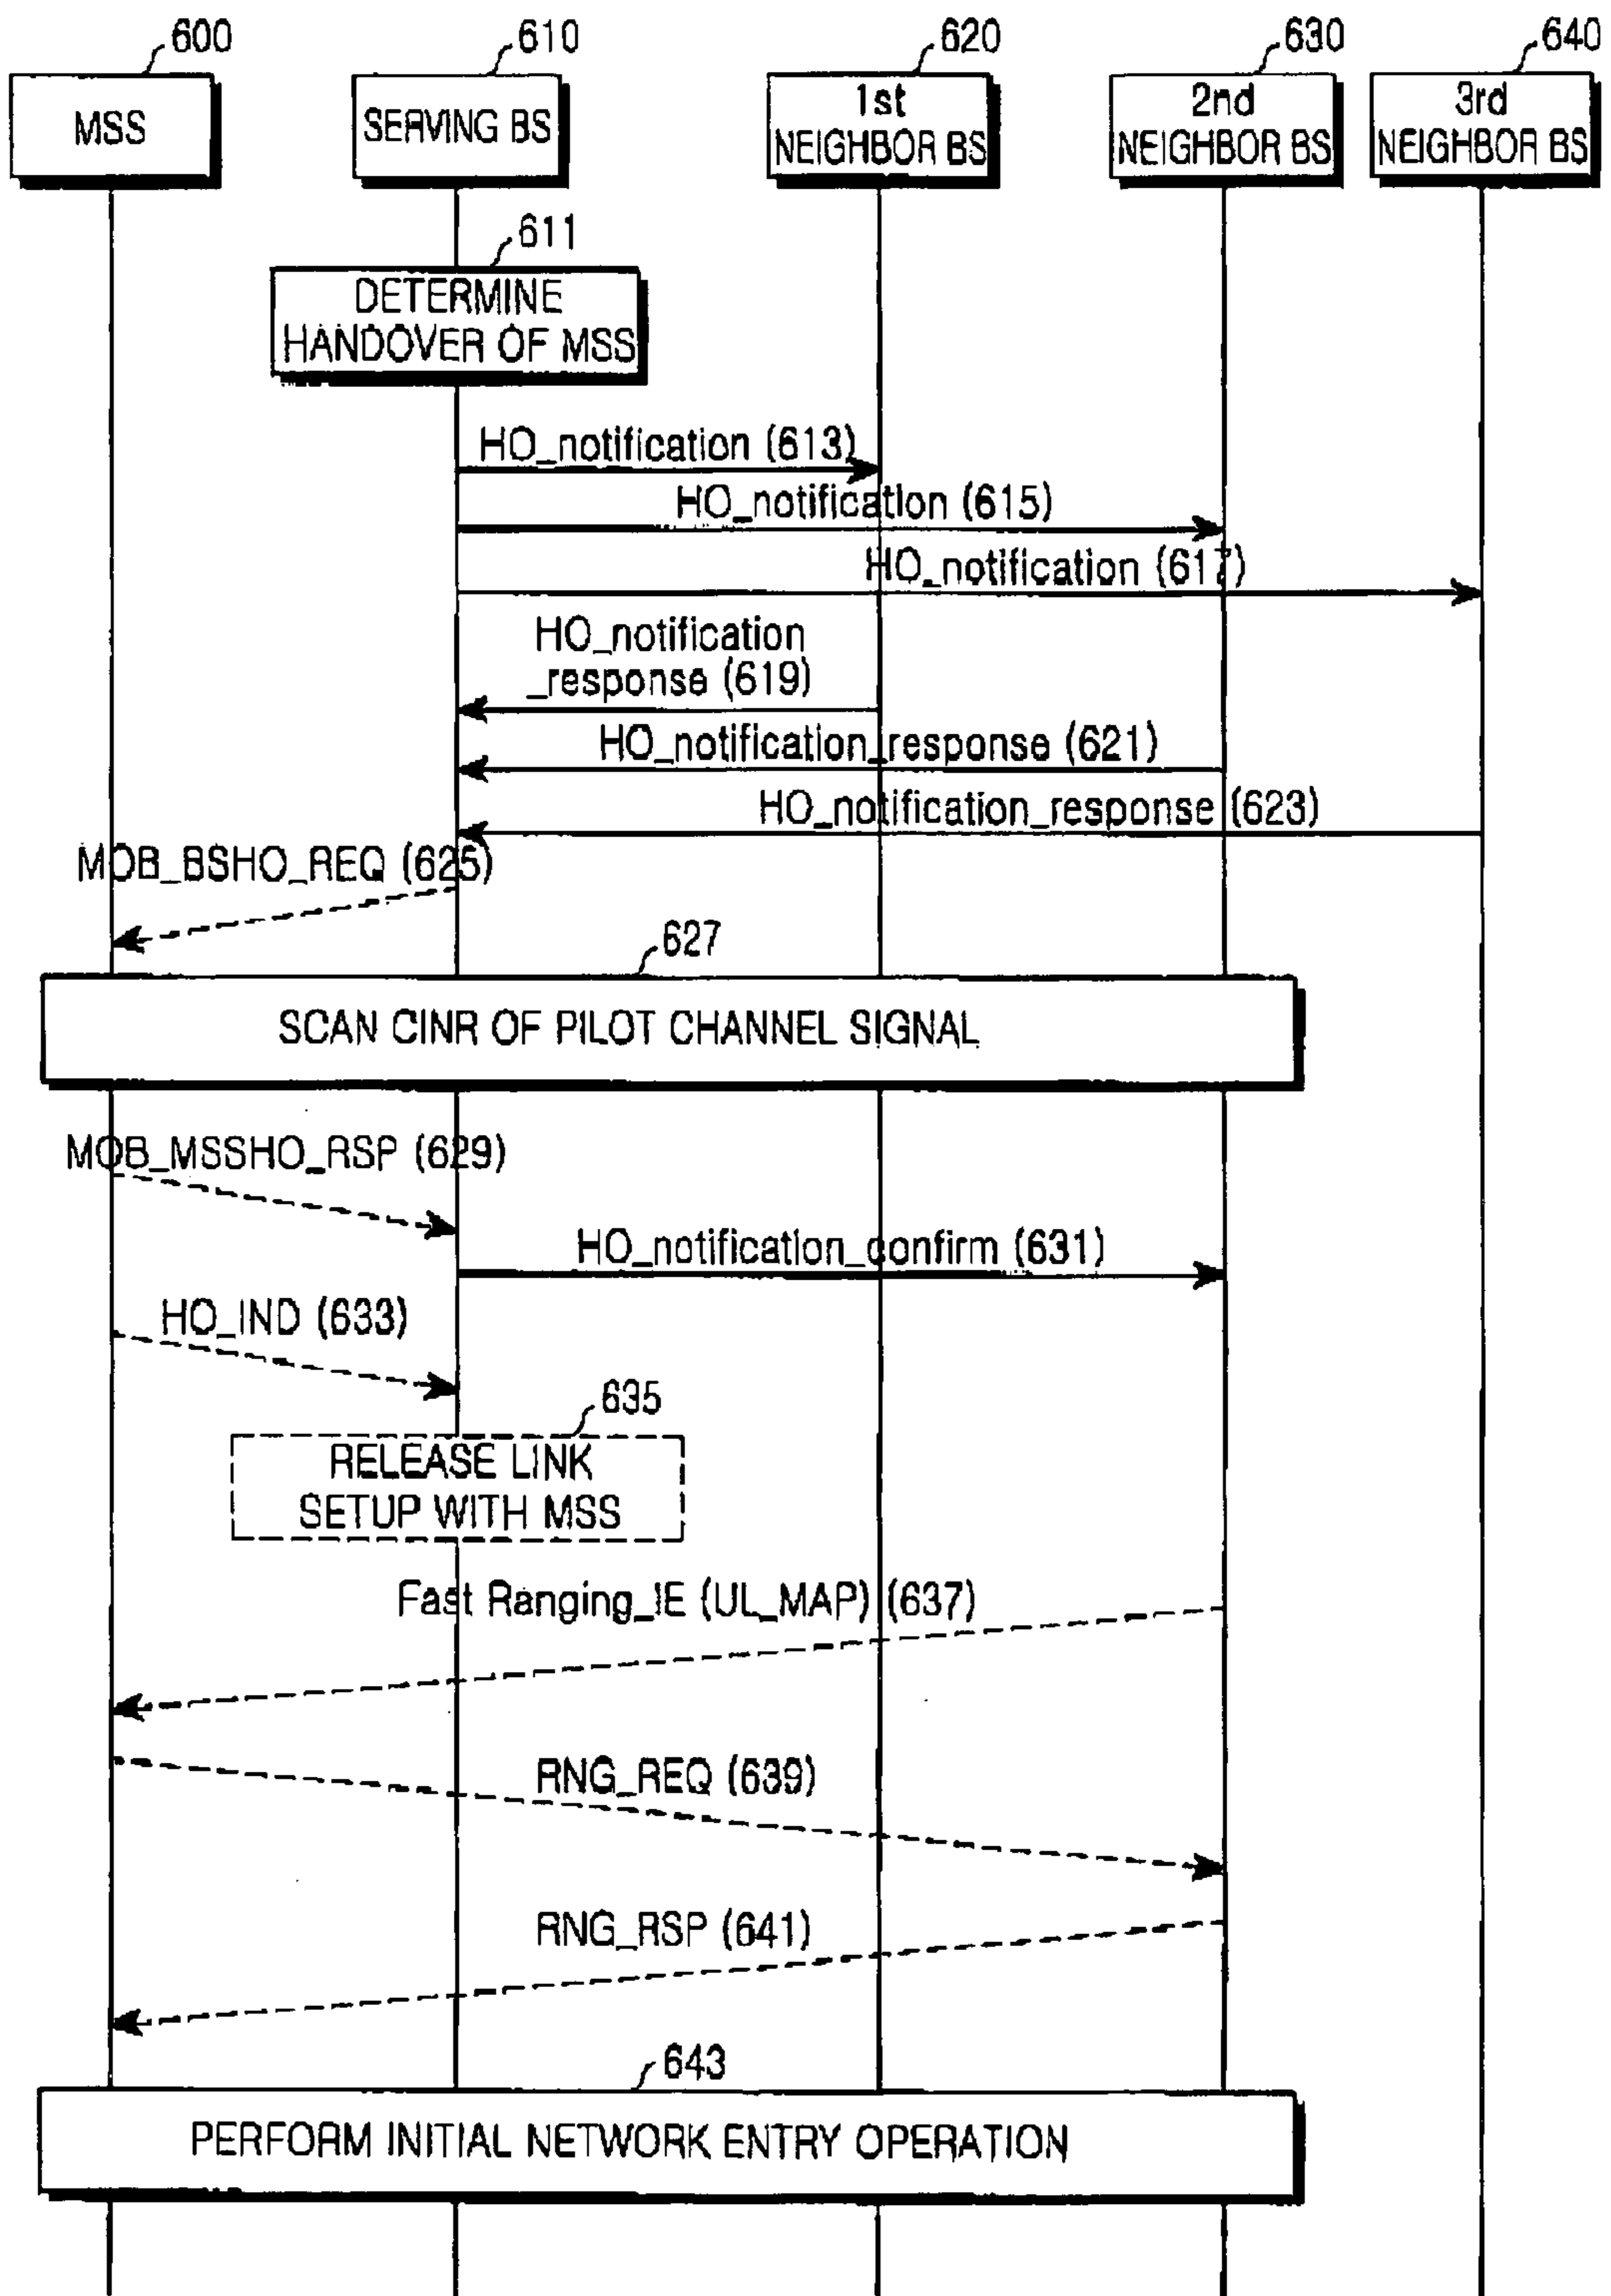 600
610
620
630
640
MSS
SERVING BS
1st
NEIGHBOR BS
2nd
NEIGHBOR BS
3rd
NEIGHBOR BS
611
DETERMINE
HANDOVER OF MSS
HO_notification (613)
HO_notification (615)
HO_notification (617)
HO_notification
_response (619)
HO_notification_response (621)
HO_notification_response (623)
MOB_BSHO_REQ (625)
627
SCAN CINR OF PILOT CHANNEL SIGNAL
MOB_MSSHO_RSP (629)
HO_notification_confirm (631)
HO_IND (633)
635
RELEASE LINK
SETUP WITH MSS
Fast Ranging_IE (UL_MAP) (637)
RNG_REQ (639)
RNG_RSP (641)
643
PERFORM INITIAL NETWORK ENTRY OPERATION